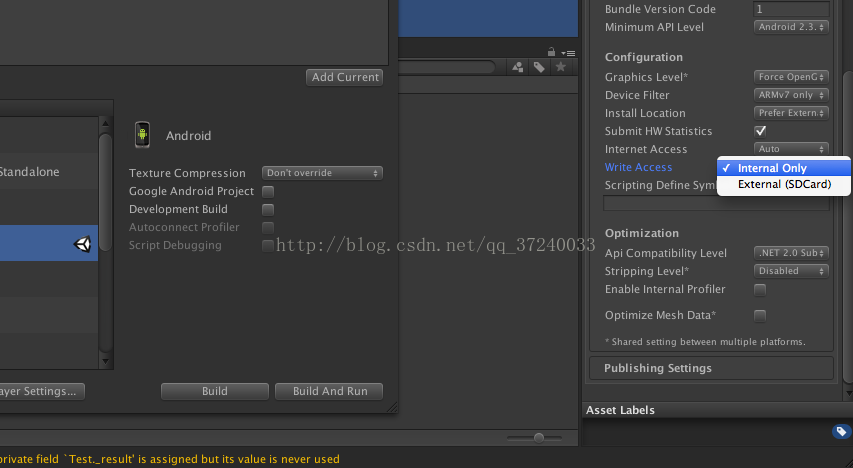 Add Current
Standalone
Android
Texture Compression
Don't override
Google Android Project
Development Build
Autoconnect Profiler
Script Debugging
ayer Settings...
Build
Build And Run
http://blog.csdn.net/qq_37240033
Bundle Version Code
1
Minimum API Level
Android 2.3.
Configuration
Graphics Level*
Force OpenG
Device Filter
ARMv7 only
Install Location
Prefer Extern
Submit HW Statistics
Internet Access
Auto
Write Access
Internal Only
External (SDCard)
Scripting Define Sym
Optimization
Api Compatibility Level
.NET 2.0 Sub
Stripping Level*
Disabled
Enable Internal Profiler
Optimize Mesh Data*
* Shared setting between multiple platforms.
Publishing Settings
Asset Labels
private field `Test._result' is assigned but its value is never used